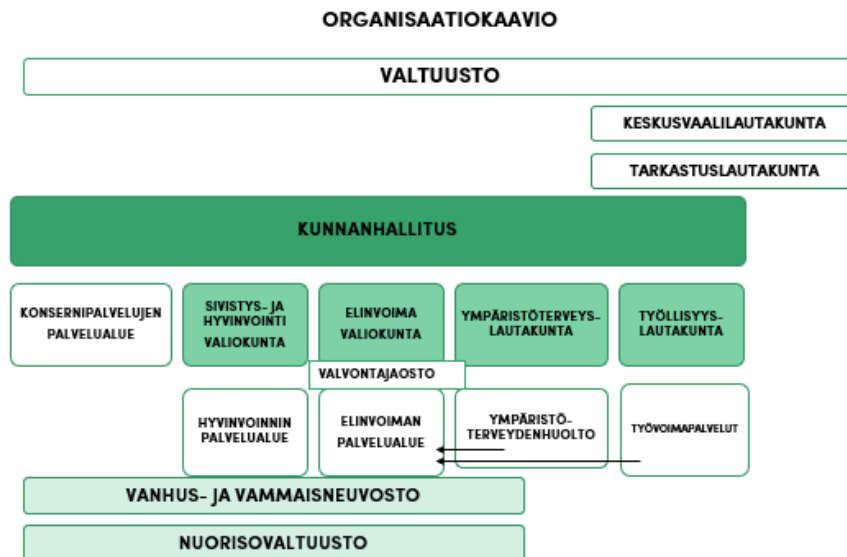 ORGANISAATIOKAAVIO
VALTUUSTO
KESKUSVAALILAUTAKUNTA
TARKASTUSLAUTAKUNTA
KUNNANHALLITUS
KONSERNIPALVELUJEN
PALVELUALUE
SIVISTYS- JA
HYVINVOINTI
VALIOKUNTA
ELINVOIMA
VALIOKUNTA
YMPÄRISTÖTERVEYS-
LAUTAKUNTA
TYÖLLISYYS-
LAUTAKUNTA
VALVONTAJAOSTO
HYVINVOINNIN
PALVELUALUE
ELINVOIMAN
PALVELUALUE
YMPÄRISTÖ-
TERVEYDENHUOLTO
TYÖVOIMAPALVELUT
VANHUS- JA VAMMAISNEUVOSTO
NUORISOVALTUUSTO